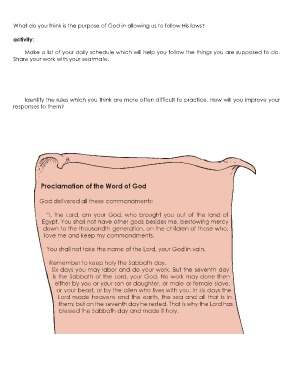 What do you think is the purpose of God in allowing us to follow His laws?
activity:
Make a list of your daily schedule which will help you follow the things you are supposed to do.
Share your work with your seatmate.
Identify the rules which you think are more often difficult to practice. How will you improve your
responses to them?
Proclamation of the Word of God
God delivered all these commandments:
"I, the Lord, am your God, who brought you out of the land of
Egypt. You shall not have other gods besides me, bestowing mercy
down to the thousandth generation, on the children of those who,
me and keep my commandments.
You shall not take the name of the Lord, your God in vain.
Remember to keep holy the Sabbath day.
Six days you may labor and do your work. But the seventh day
is the Sabbath of the Lord, your God. No work may done then
either by you or your son or daughter, or male or female slave,
or your beast, or by the alien who lives with you. In six days the
Lord made heavens and the earth, the sea and all that is in
them; but on the seventh day he rested. That is why the Lord has
blessed the Sabbath day and made it holy.